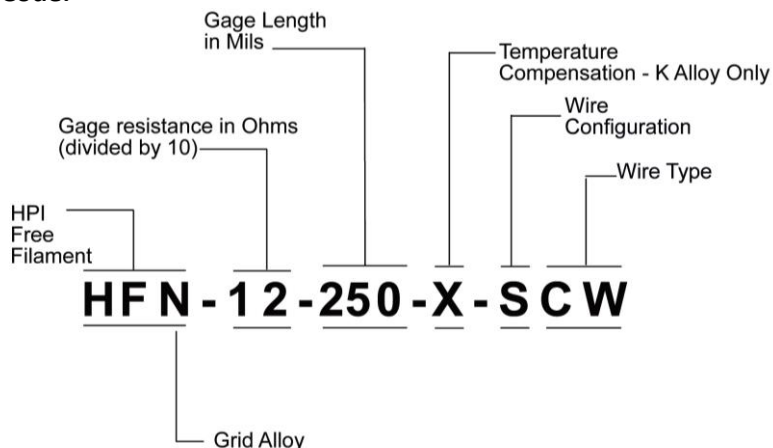 Gage Length
in Mils
Temperature
Compensation - K Alloy Only
Wire
Configuration
Gage resistance in Ohms
(divided by 10)
Wire Type
HPI
Free
Filament
HFN-12-250-X-SCW
Grid Alloy